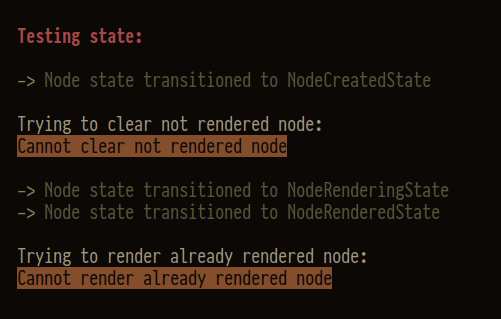 Testing state:
—> Node state transitioned to NodeCreatedState
Trying to clear not rendered node:
Cannot clear not rendered node
—> Node state transitioned to NodeRenderingState
—> Node state transitioned to NodeRenderedState
Trying to render already rendered node:
Cannot render already rendered node